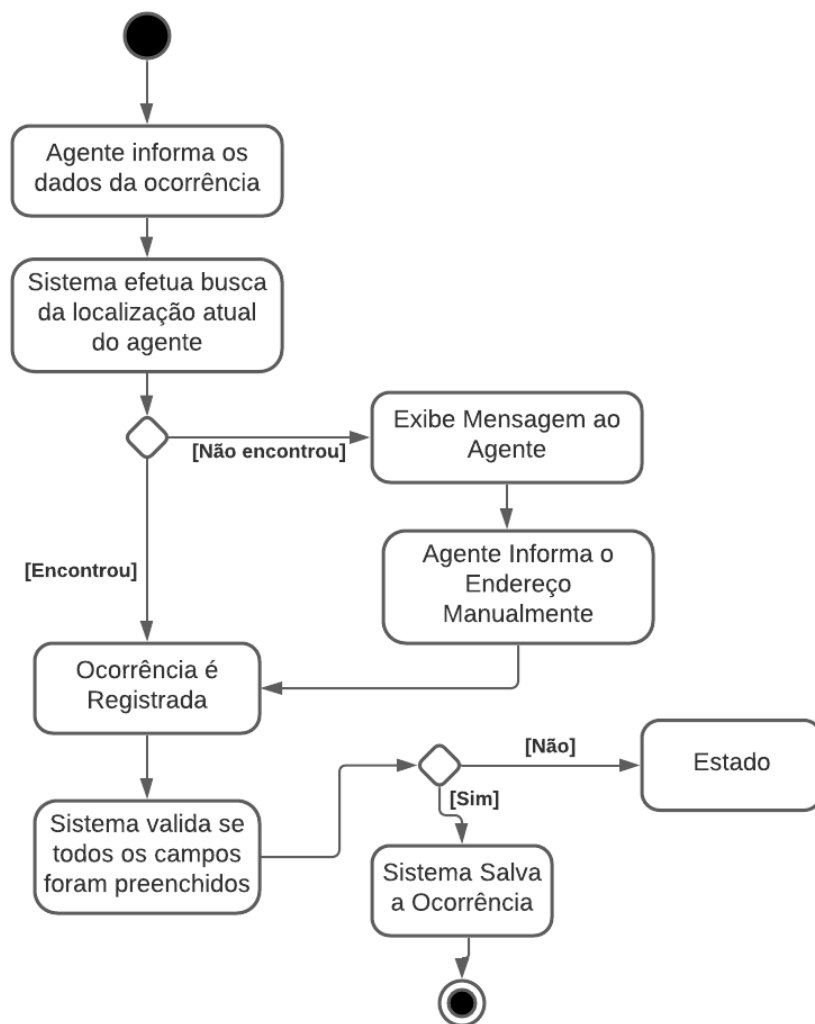 Agente informa os
dados da ocorrência
Sistema efetua busca
da localização atual
do agente
[Não encontrou]
Exibe Mensagem ao
Agente
Agente Informa o
Endereço
Manualmente
[Encontrou]
Ocorrência é
Registrada
Sistema valida se
todos os campos
foram preenchidos
[Não]
Estado
[Sim]
Sistema Salva
a Ocorrência